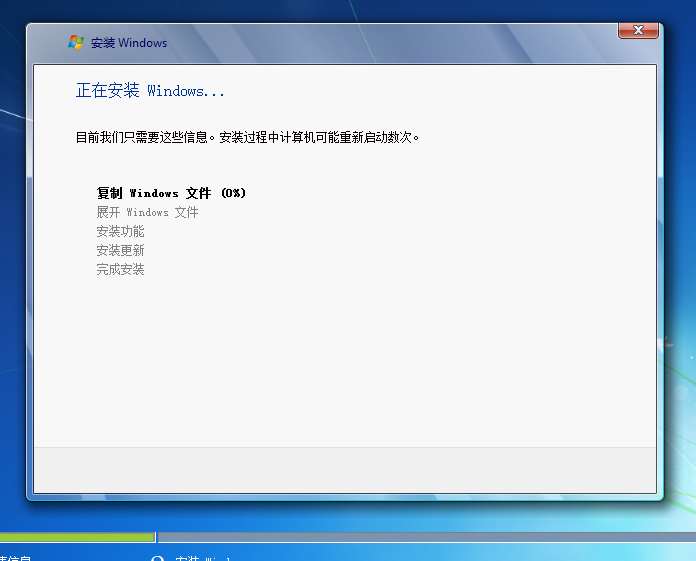 安装 Windows
正在安装 Windows...
目前我们只需要这些信息。安装过程中计算机可能重新启动数次。
复制 Windows 文件 (0%)
展开 Windows 文件
安装功能
安装更新
完成安装
信息
安装